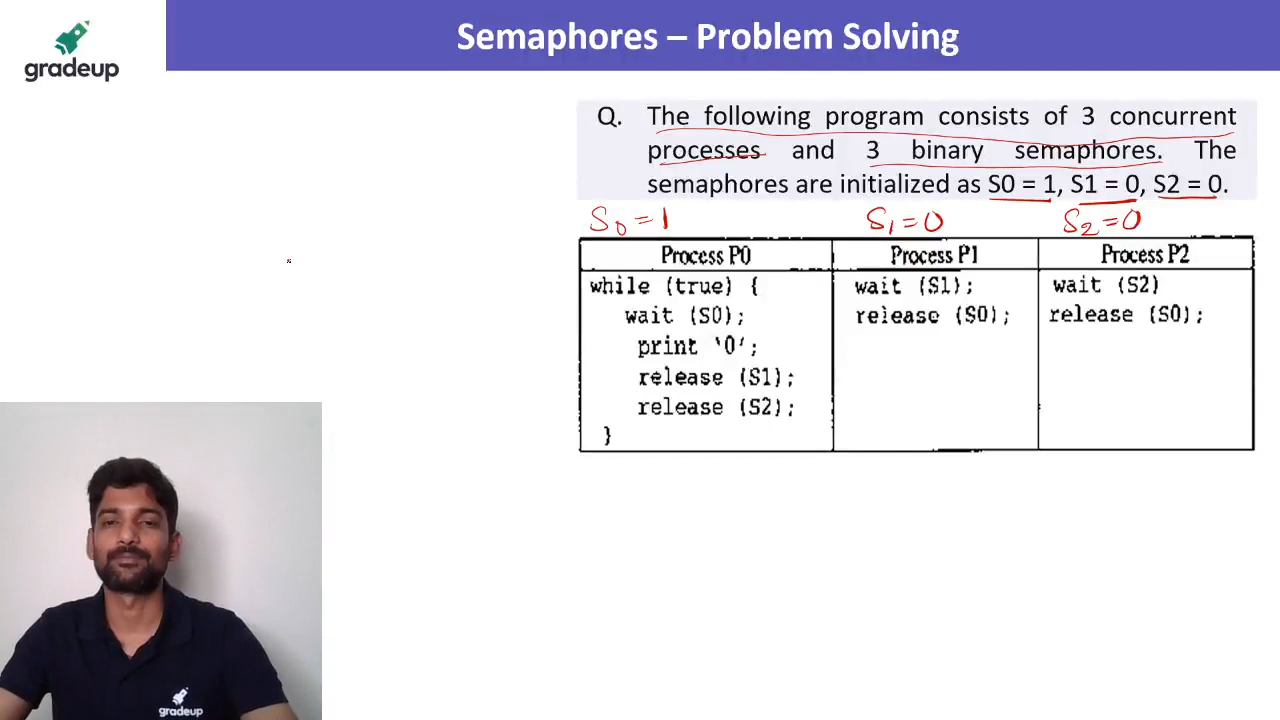 gradeup
Semaphores – Problem Solving
Q. The following program consists of 3 concurrent
processes and 3 binary semaphores. The
semaphores are initialized as S0 = 1, S1 = 0, S2 = 0.
S0 = 1 S1 = 0 S2 = 0
Process P0 Process P1 Process P2
while (true) { wait (S1); wait (S2)
wait (S0); release (S0); release (S0);
print '0';
release (S1);
release (S2);
}
gradeup